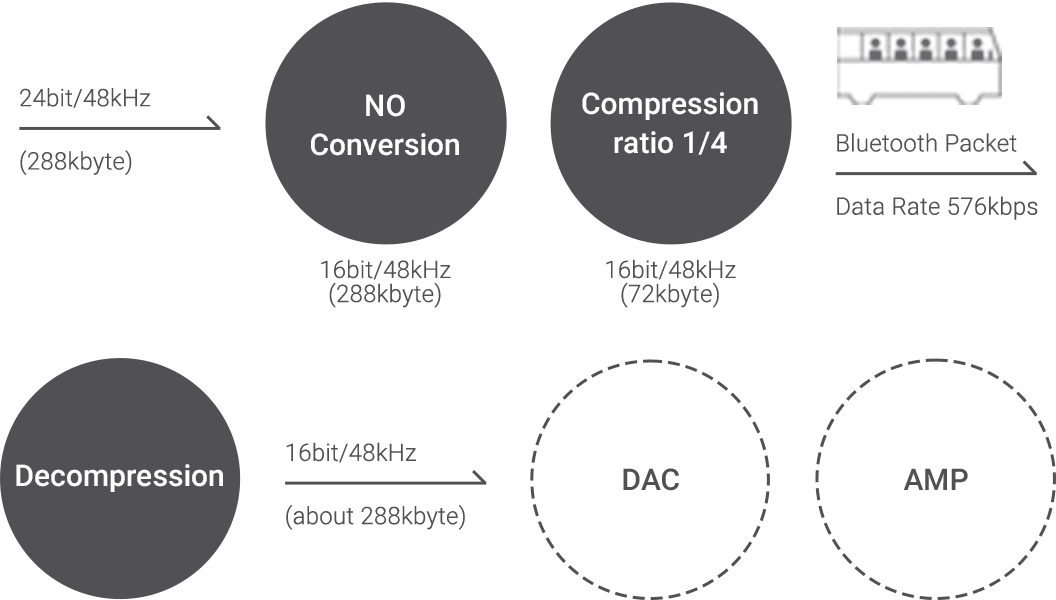 24bit/48kHz
(288kbyte)
NO
Conversion
16bit/48kHz
(288kbyte)
Compression
ratio 1/4
16bit/48kHz
(72kbyte)
Bluetooth Packet
Data Rate 576kbps
Decompression
16bit/48kHz
(about 288kbyte)
DAC
AMP